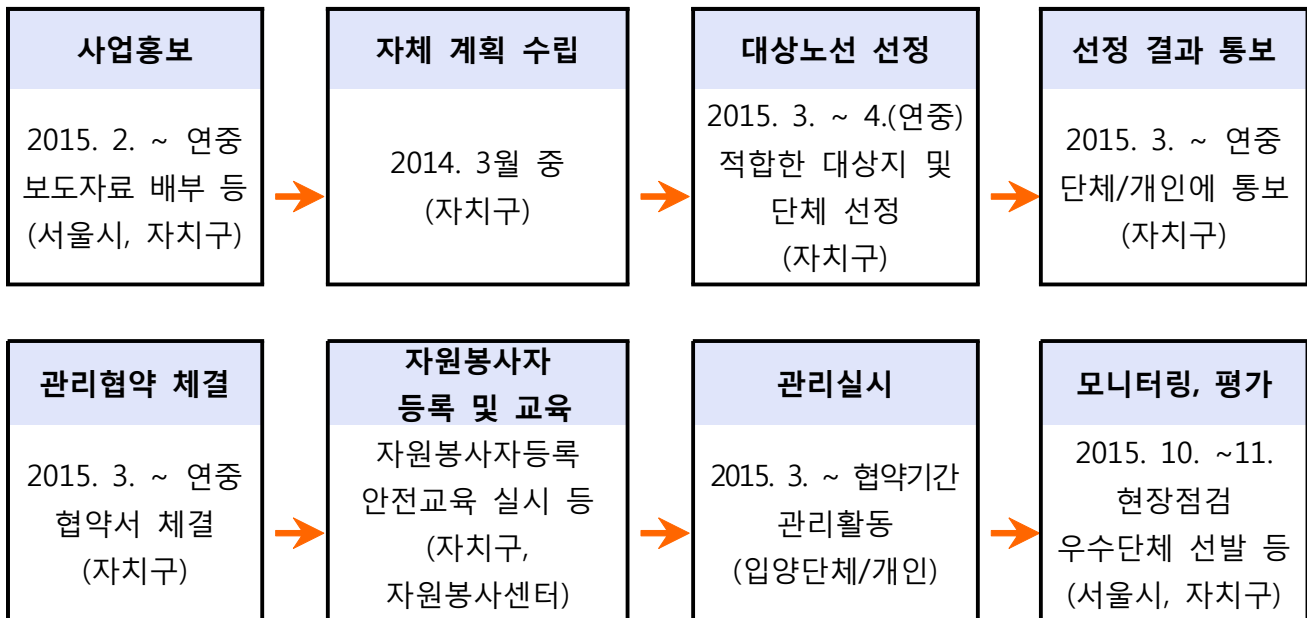 사업홍보
2015. 2. ~ 연중
보도자료 배부 등
(서울시, 자치구)
자체 계획 수립
2014. 3월 중
(자치구)
대상노선 선정
2015. 3. ~ 4.(연중)
적합한 대상지 및
단체 선정
(자치구)
선정 결과 통보
2015. 3. ~ 연중
단체/개인에 통보
(자치구)
관리협약 체결
2015. 3. ~ 연중
협약서 체결
(자치구)
자원봉사자
등록 및 교육
자원봉사자등록
안전교육 실시 등
(자치구,
자원봉사센터)
관리실시
2015. 3. ~ 협약기간
관리활동
(입양단체/개인)
모니터링, 평가
2015. 10. ~11.
현장점검
우수단체 선발 등
(서울시, 자치구)